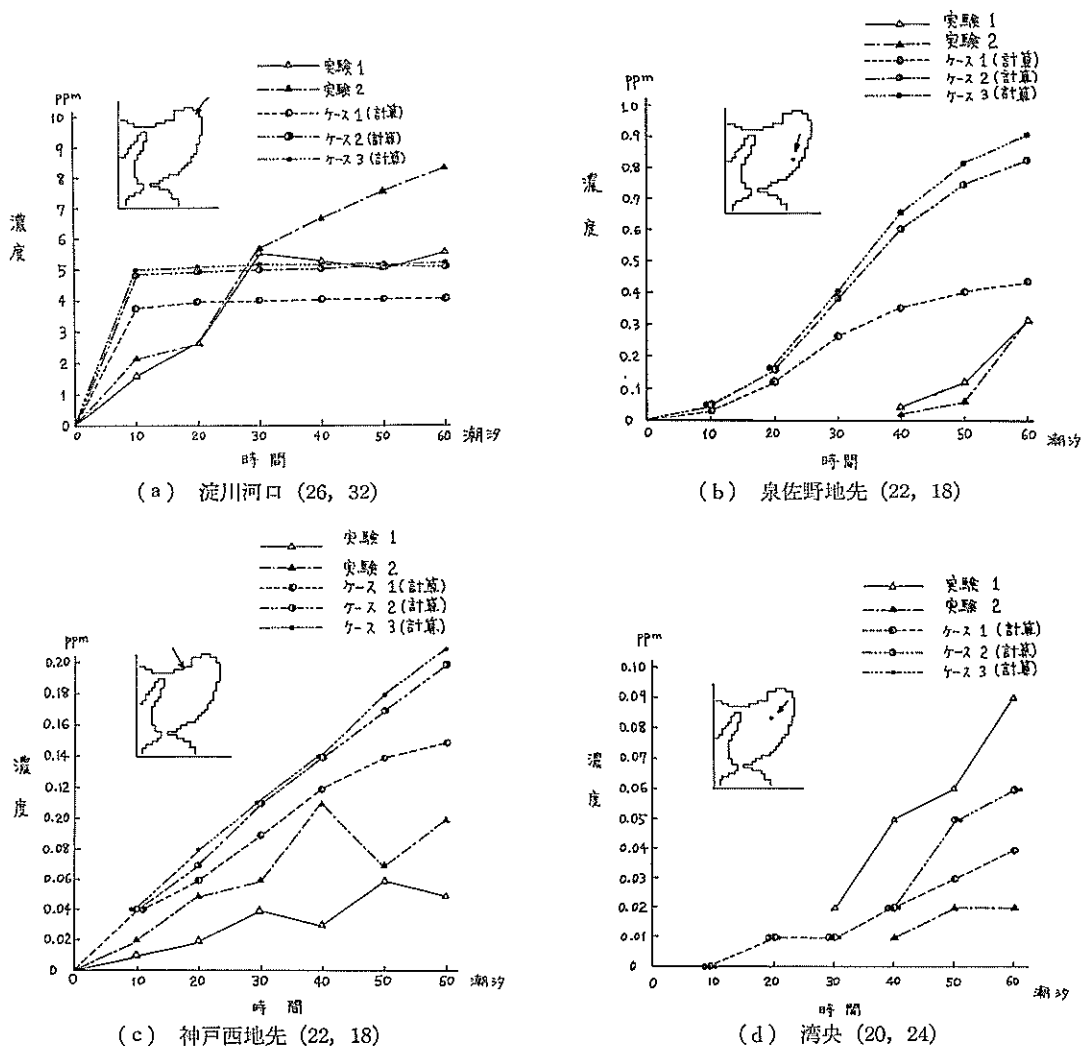 実験 1
実験 2
ケース 1 (計算)
ケース 2 (計算)
ケース 3 (計算)
ppm
10
9
8
7
6
5
4
3
2
1
0
濃度
0 10 20 30 40 50 60 潮汐
時間
(a) 淀川河口 (26, 32)
実験 1
実験 2
ケース 1 (計算)
ケース 2 (計算)
ケース 3 (計算)
ppm
1.0
0.9
0.8
0.7
0.6
0.5
0.4
0.3
0.2
0.1
0
濃度
0 10 20 30 40 50 60 潮汐
時間
(b) 泉佐野地先 (22, 18)
実験 1
実験 2
ケース 1 (計算)
ケース 2 (計算)
ケース 3 (計算)
ppm
0.20
0.18
0.16
0.14
0.12
0.20
0.08
0.06
0.04
0.02
0
濃度
0 10 20 30 40 50 60 潮汐
時間
(c) 神戸西地先 (22, 18)
実験 1
実験 2
ケース 1 (計算)
ケース 2 (計算)
ケース 3 (計算)
ppm
0.10
0.09
0.08
0.07
0.06
0.05
0.04
0.03
0.02
0.01
0
濃度
0 10 20 30 40 50 60 潮汐
時間
(d) 湾央 (20, 24)